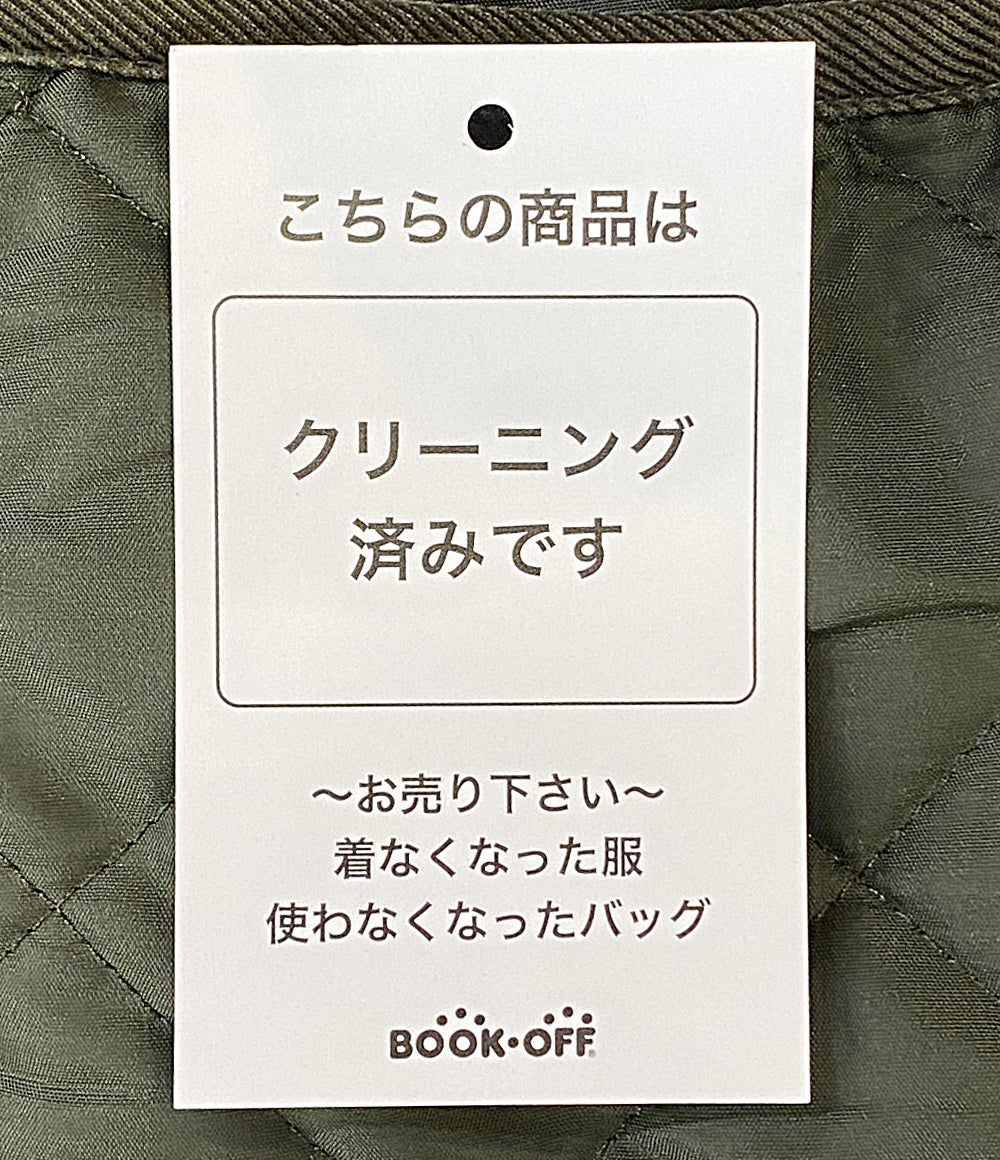 こちらの商品は
クリーニング
済みです
〜お売り下さい〜
着なくなった服
使わなくなったバッグ
BOOK・OFF